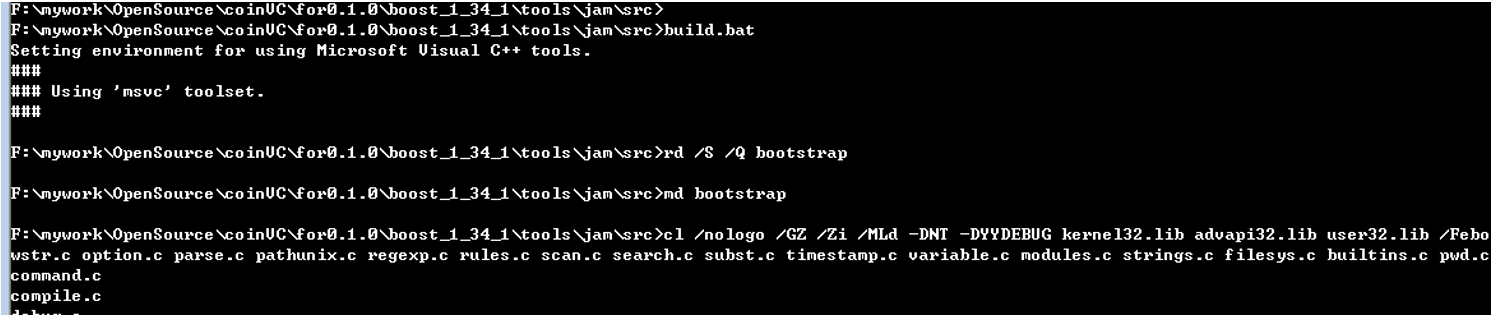 F:\mywork\OpenSource\coinVC\for0.1.0\boost_1_34_1\tools\jam\src>
F:\mywork\OpenSource\coinVC\for0.1.0\boost_1_34_1\tools\jam\src>build.bat
Setting environment for using Microsoft Visual C++ tools.
###
### Using 'msvc' toolset.
###
F:\mywork\OpenSource\coinVC\for0.1.0\boost_1_34_1\tools\jam\src>rd /S /Q bootstrap
F:\mywork\OpenSource\coinVC\for0.1.0\boost_1_34_1\tools\jam\src>md bootstrap
F:\mywork\OpenSource\coinVC\for0.1.0\boost_1_34_1\tools\jam\src>cl /nologo /GZ /Zi /MLd -DNT -DYYDEBUG kernel32.lib advapi32.lib user32.lib /Febo
wstr.c option.c parse.c pathunix.c regexp.c rules.c scan.c search.c subst.c timestamp.c variable.c modules.c strings.c filesys.c builtins.c pwd.c
command.c
compile.c